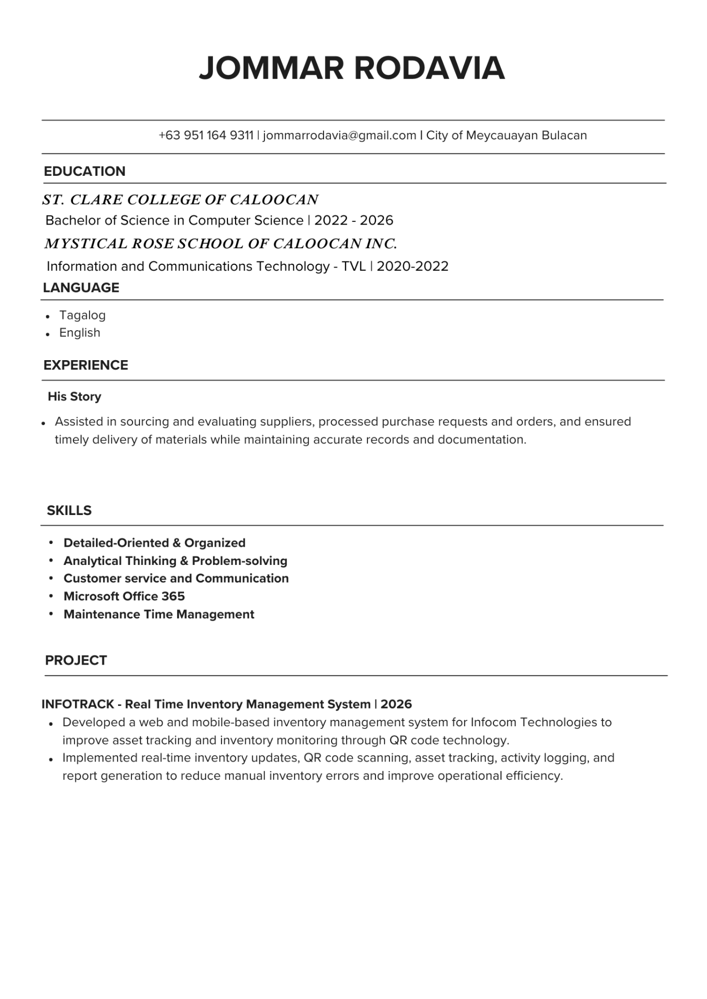 JOMMAR RODAVIA
+63 951 164 9311 | jommarrodavia@gmail.com | City of Meycauayan Bulacan
EDUCATION
ST. CLARE COLLEGE OF CALOOCAN
Bachelor of Science in Computer Science | 2022 - 2026
MYSTICAL ROSE SCHOOL OF CALOOCAN INC.
Information and Communications Technology - TVL | 2020-2022
LANGUAGE
• Tagalog
• English
EXPERIENCE
His Story
• Assisted in sourcing and evaluating suppliers, processed purchase requests and orders, and ensured
timely delivery of materials while maintaining accurate records and documentation.
SKILLS
• Detailed-Oriented & Organized
• Analytical Thinking & Problem-solving
• Customer service and Communication
• Microsoft Office 365
• Maintenance Time Management
PROJECT
INFOTRACK - Real Time Inventory Management System | 2026
• Developed a web and mobile-based inventory management system for Infocom Technologies to
improve asset tracking and inventory monitoring through QR code technology.
• Implemented real-time inventory updates, QR code scanning, asset tracking, activity logging, and
report generation to reduce manual inventory errors and improve operational efficiency.